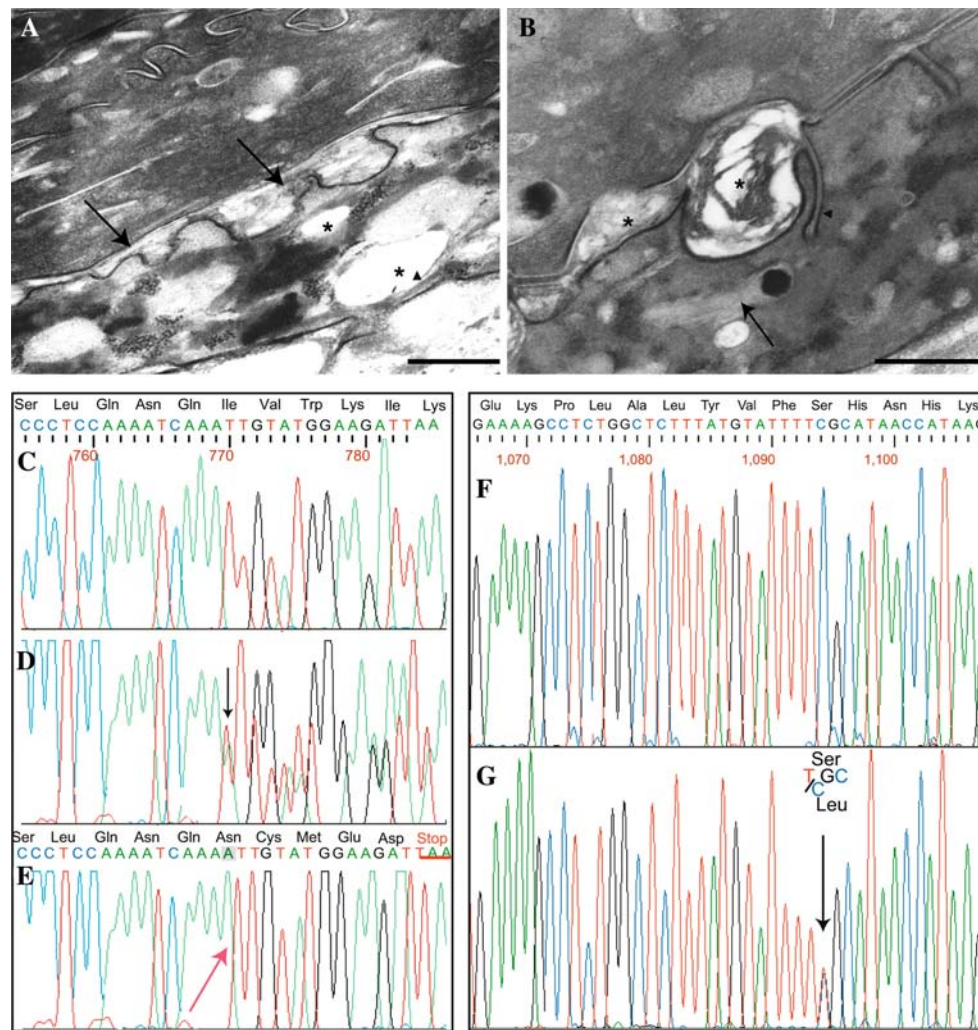 A
B
Ser Leu Gln Asn Gln Ile Val Trp Lys Ile Lys
CCCTCCAAAATCAAATTGTATGGAAGATTAA
760 770 780
C
D
Ser Leu Gln Asn Gln Asn Cys Met Glu Asp Stop
CCCTCCAAAATCAAAATTGTATGGAAGATTAA
E
Glu Lys Pro Leu Ala Leu Tyr Val Phe Ser His Asn His Lys
GAAAAGCCTCTGGCTCTTTATGTATTTTCGCATAACCATAAG
1,070 1,080 1,090 1,100
F
G
Ser
T/CGC
Leu